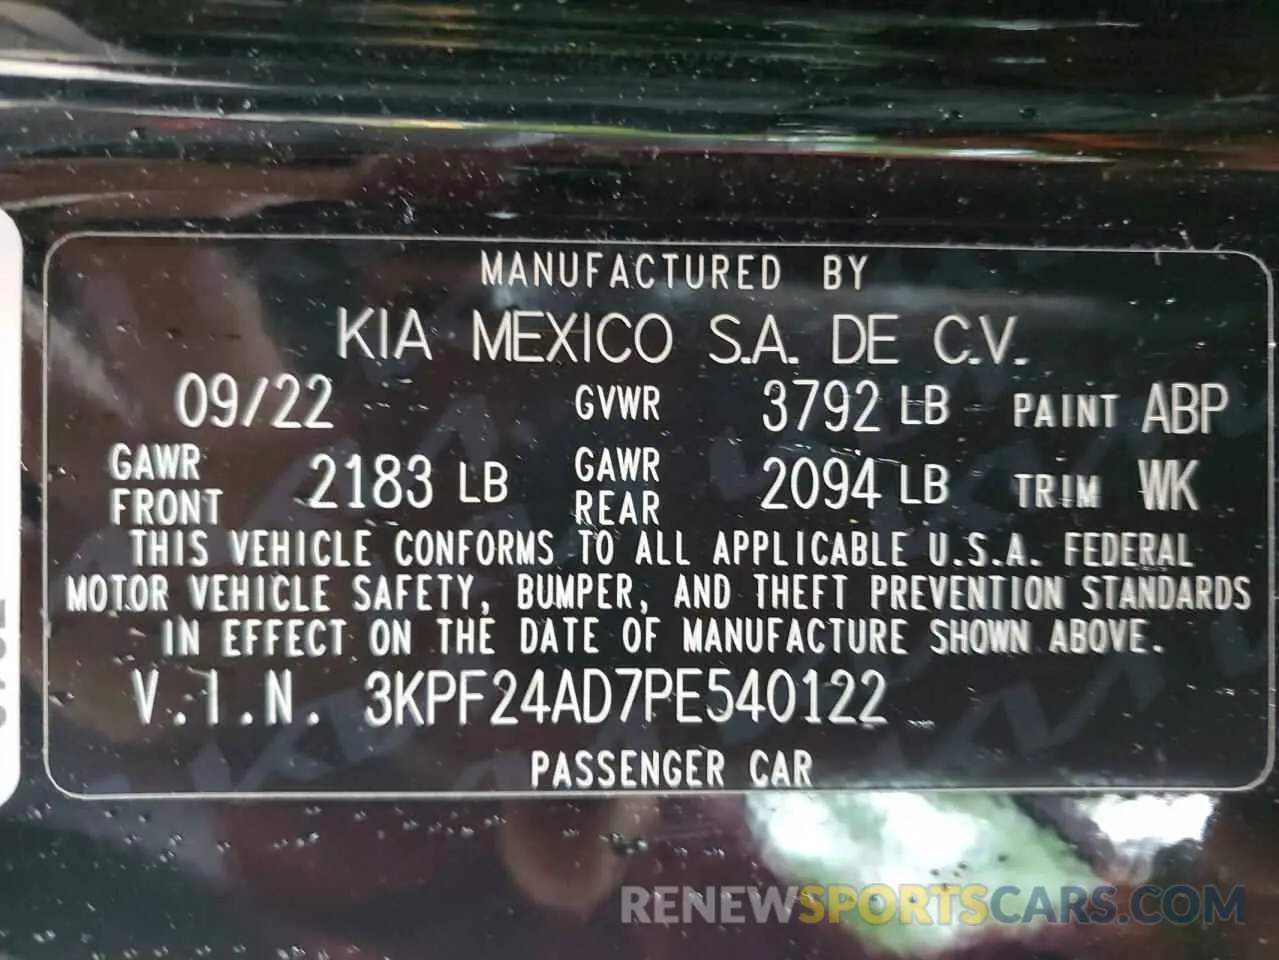 MANUFACTURED BY
KIA MEXICO S.A. DE C.V.
09/22 GVWR 3792 LB PAINT ABP
GAWR FRONT 2183 LB GAWR REAR 2094 LB TRIM WK
THIS VEHICLE CONFORMS TO ALL APPLICABLE U.S.A. FEDERAL
MOTOR VEHICLE SAFETY, BUMPER, AND THEFT PREVENTION STANDARDS
IN EFFECT ON THE DATE OF MANUFACTURE SHOWN ABOVE.
V.I.N. 3KPF24AD7PE540122
PASSENGER CAR
RENEWSPORTSCARS.COM